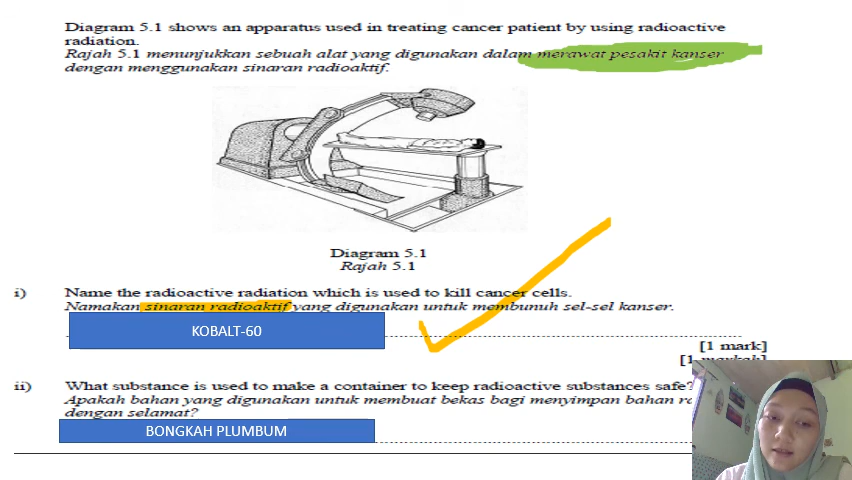 Diagram 5.1 shows an apparatus used in treating cancer patient by using radioactive
radiation.
Rajah 5.1 menunjukkan sebuah alat yang digunakan dalam merawat pesakit kanser
dengan menggunakan sinaran radioaktif.
Diagram 5.1
Rajah 5.1
i) Name the radioactive radiation which is used to kill cancer cells.
Namakan sinaran radioaktif yang digunakan untuk membunuh sel-sel kanser.
KOBALT-60
[1 mark]
[1 markah]
ii) What substance is used to make a container to keep radioactive substances safe?
Apakah bahan yang digunakan untuk membuat bekas bagi menyimpan bahan
dengan selamat?
BONGKAH PLUMBUM